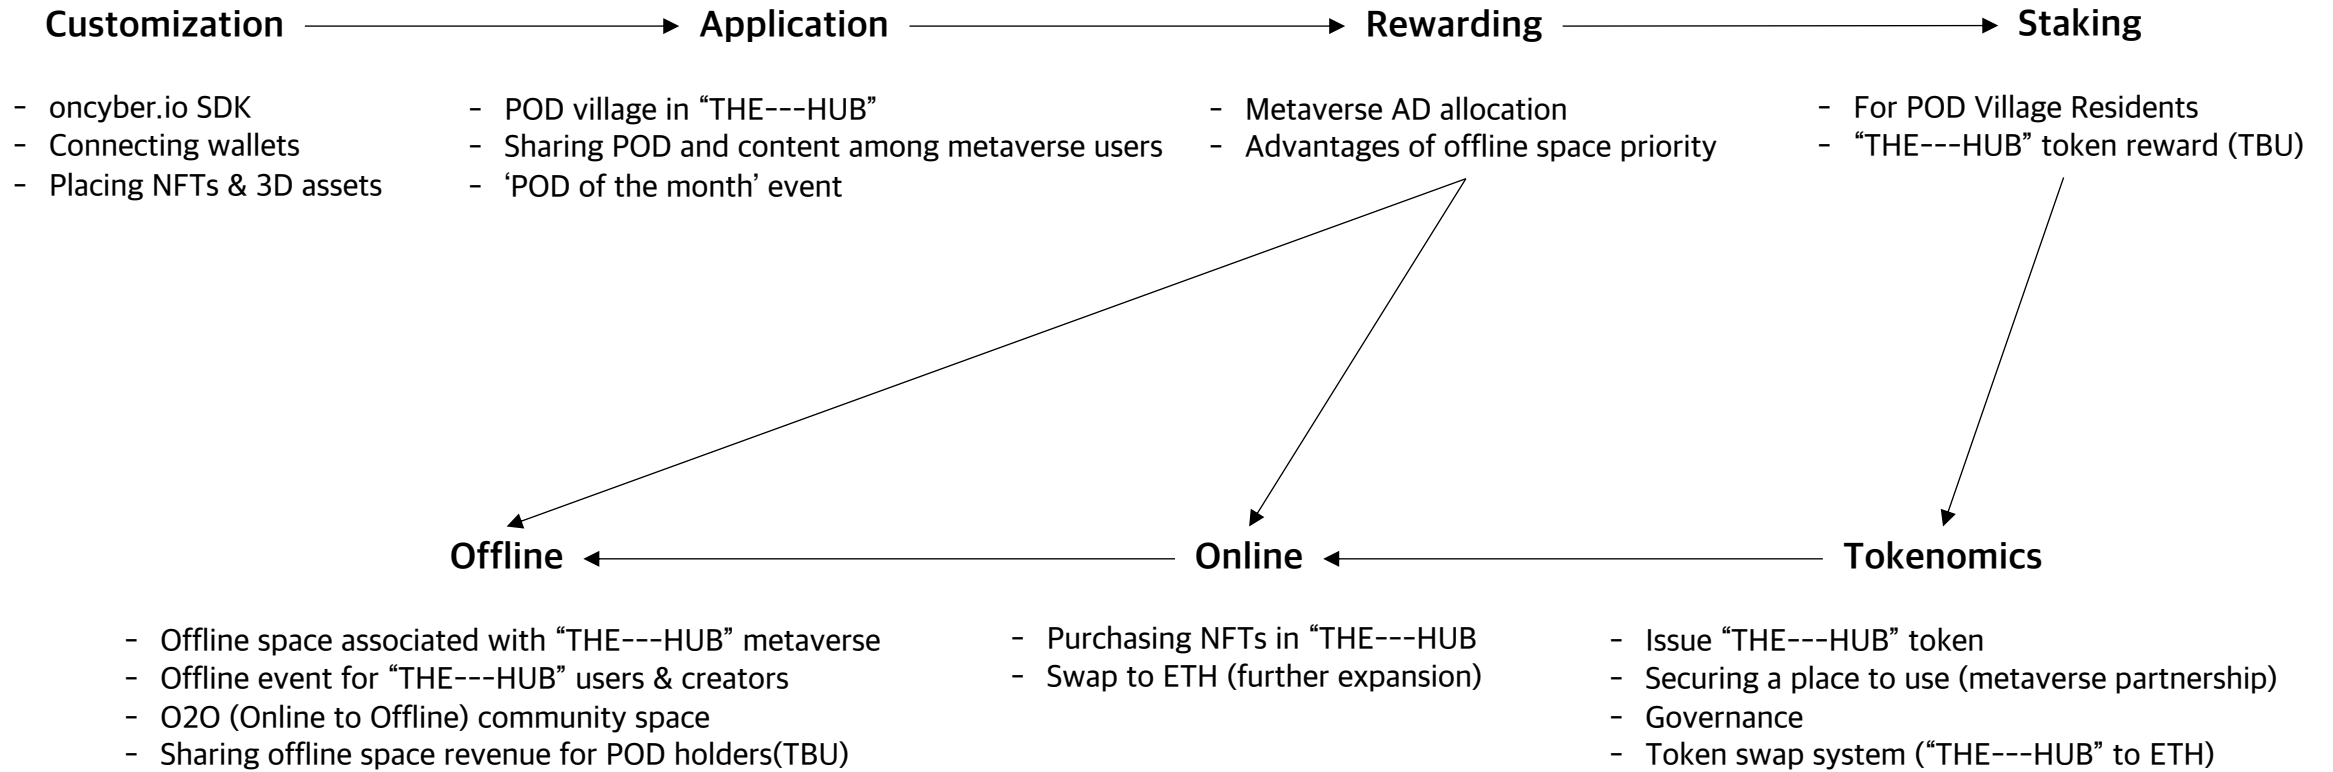 Customization
Application
Rewarding
Staking
- oncyber.io SDK
- Connecting wallets
- Placing NFTs & 3D assets
- POD village in “THE---HUB”
- Sharing POD and content among metaverse users
- ‘POD of the month’ event
- Metaverse AD allocation
- Advantages of offline space priority
- For POD Village Residents
- “THE---HUB” token reward (TBU)
Offline
Online
Tokenomics
- Offline space associated with “THE---HUB” metaverse
- Offline event for “THE---HUB” users & creators
- O2O (Online to Offline) community space
- Sharing offline space revenue for POD holders(TBU)
- Purchasing NFTs in “THE---HUB
- Swap to ETH (further expansion)
- Issue “THE---HUB” token
- Securing a place to use (metaverse partnership)
- Governance
- Token swap system (“THE---HUB” to ETH)